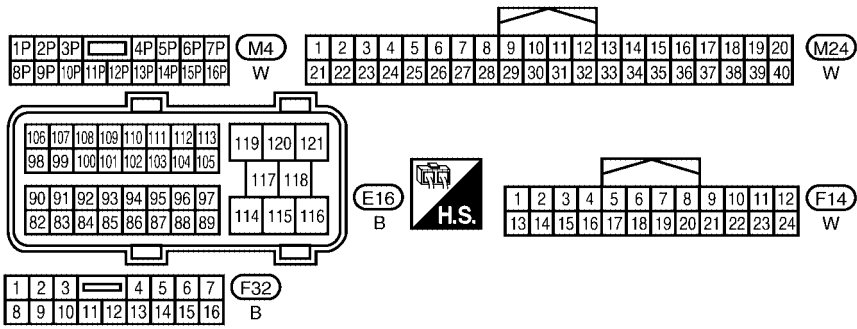 1P 2P 3P 4P 5P 6P 7P M4
8P 9P 10P 11P 12P 13P 14P 15P 16P W
1 2 3 4 5 6 7 8 9 10 11 12 13 14 15 16 17 18 19 20 M24
21 22 23 24 25 26 27 28 29 30 31 32 33 34 35 36 37 38 39 40 W
106 107 108 109 110 111 112 113 119 120 121
98 99 100 101 102 103 104 105
117 118
90 91 92 93 94 95 96 97
82 83 84 85 86 87 88 89 114 115 116
E16
B
H.S.
1 2 3 4 5 6 7 8 9 10 11 12 F14
13 14 15 16 17 18 19 20 21 22 23 24 W
1 2 3 4 5 6 7 F32
8 9 10 11 12 13 14 15 16 B